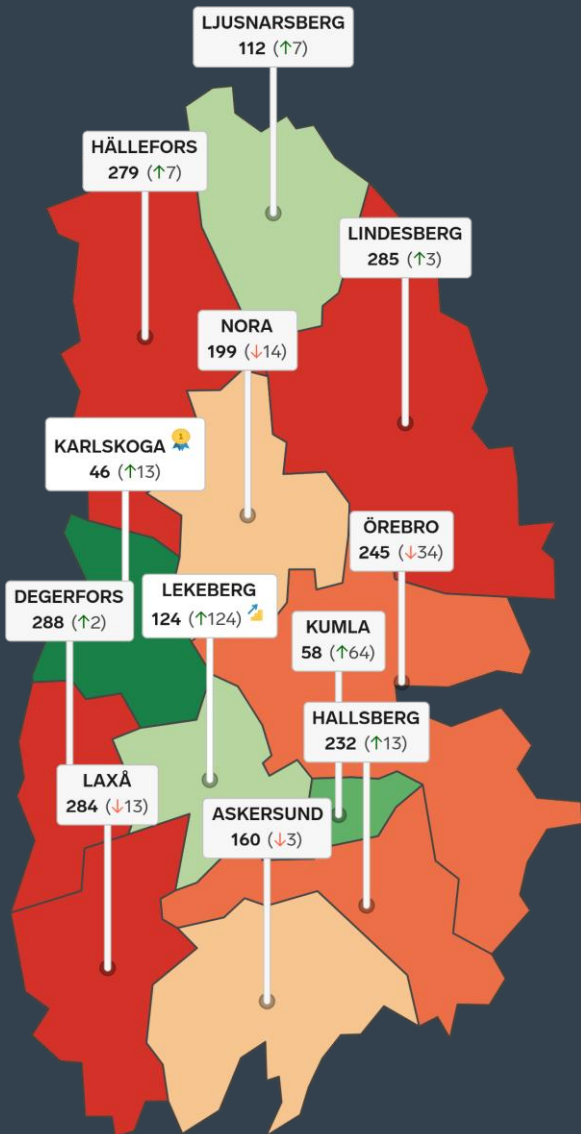 LJUSNARSBERG
112 (↑7)
HÄLLEFORS
279 (↑7)
LINDESBERG
285 (↑3)
NORA
199 (↓14)
KARLSKOGA
46 (↑13)
ÖREBRO
245 (↓34)
DEGERFORS
288 (↑2)
LEKEBERG
124 (↑124)
KUMLA
58 (↑64)
HALLSBERG
232 (↑13)
LAXÅ
284 (↓13)
ASKERSUND
160 (↓3)